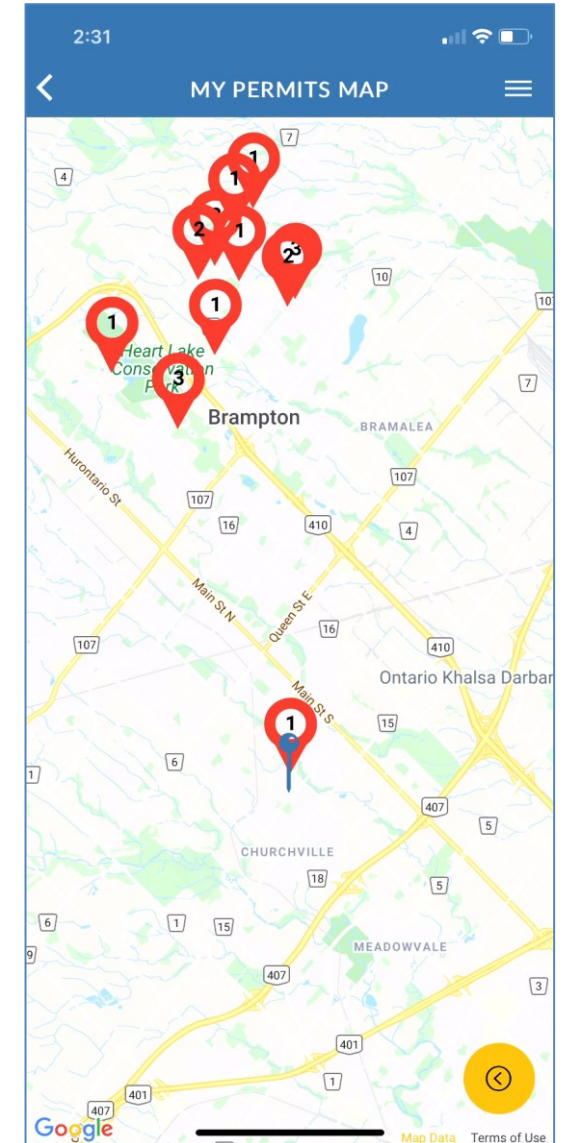 2:31
MY PERMITS MAP
7
1
4
1
2
1
2
3
10
1
10
1
Heart Lake
Conservation
Park
3
7
Brampton
BRAMALEA
Hurontario St
107
107
16
410
4
Main St N
Queen St E
16
107
410
Ontario Khalsa Darbar
Main St S
15
1
6
1
407
5
CHURCHVILLE
18
5
6
1
15
MEADOWVALE
9
407
3
401
1
401
407
Google
Map Data
Terms of Use